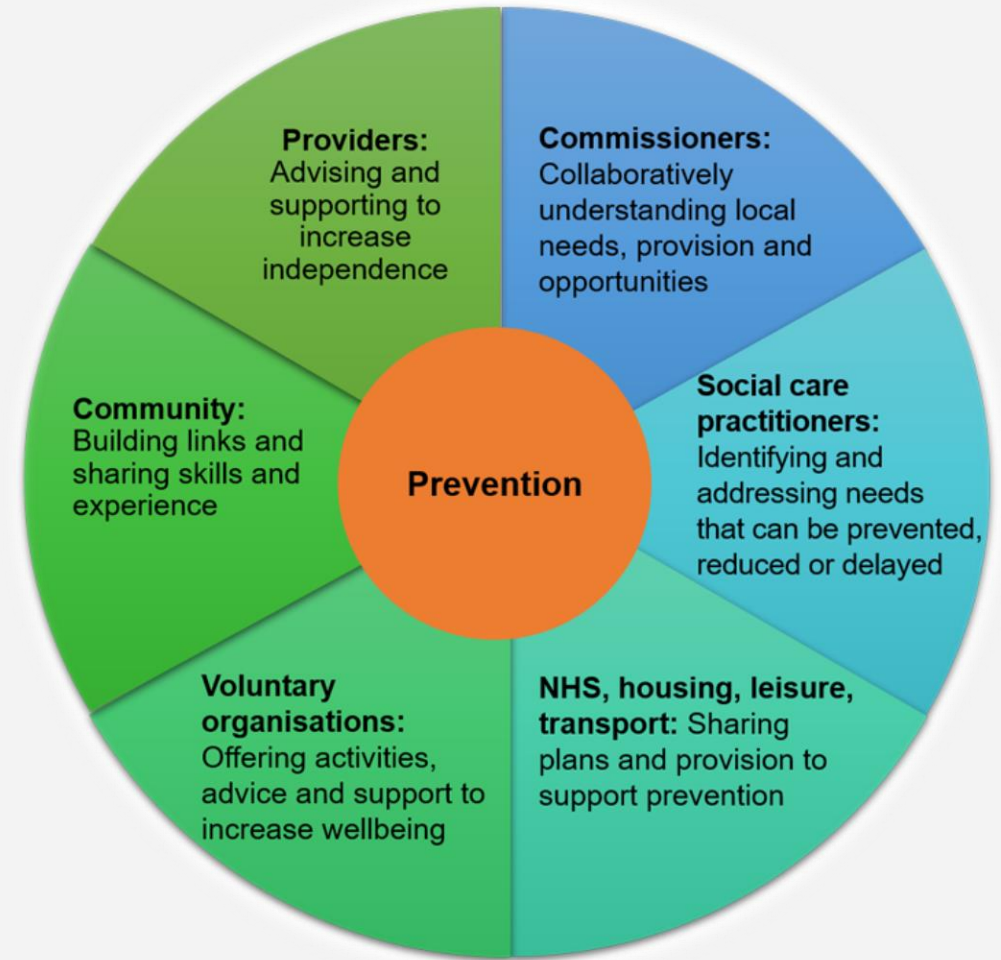 Providers:
Advising and
supporting to
increase
independence
Commissioners:
Collaboratively
understanding local
needs, provision and
opportunities
Social care
practitioners:
Identifying and
addressing needs
that can be prevented,
reduced or delayed
NHS, housing, leisure,
transport: Sharing
plans and provision to
support prevention
Voluntary
organisations:
Offering activities,
advice and support to
increase wellbeing
Community:
Building links and
sharing skills and
experience
Prevention